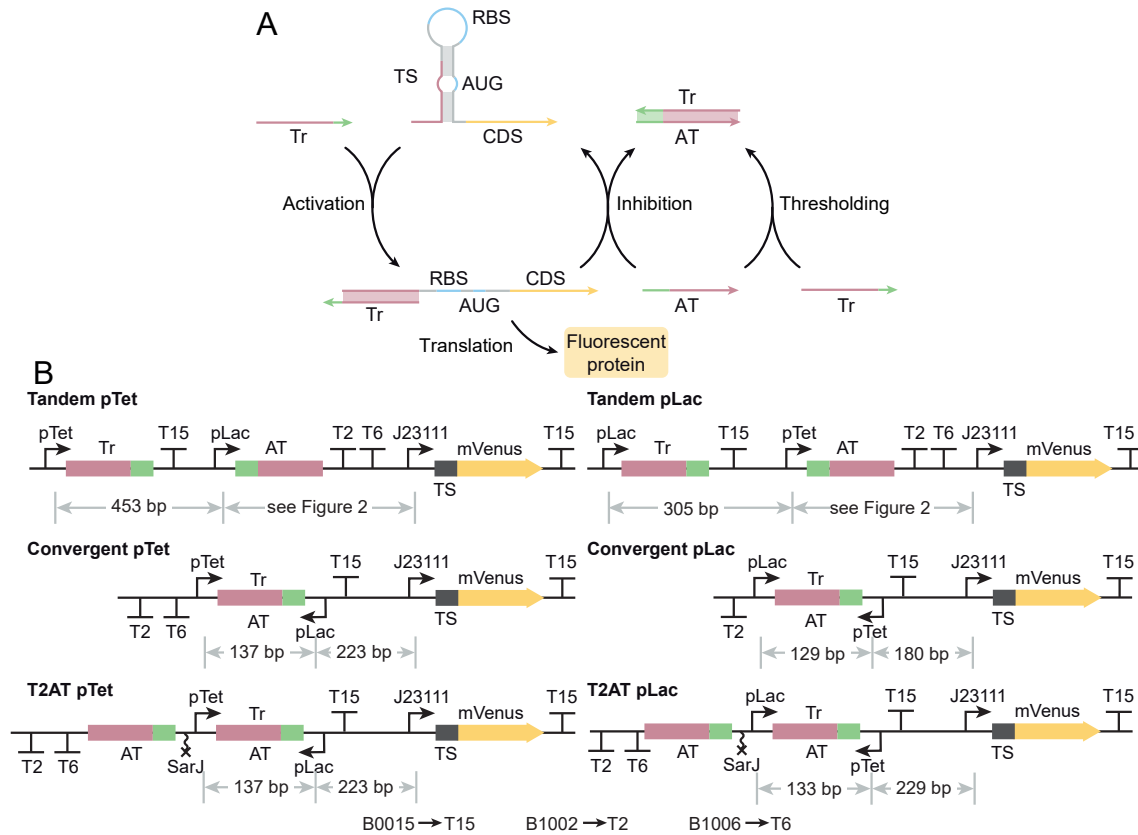 A
RBS
TS
AUG
Tr
CDS
Tr
AT
Activation
Inhibition
Thresholding
RBS
CDS
Tr
AUG
AT
Tr
Translation
Fluorescent
protein
B
Tandem pTet
pTet
Tr
T15
pLac
AT
T2
T6
J23111
mVenus
T15
TS
453 bp
see Figure 2
Tandem pLac
pLac
Tr
T15
pTet
AT
T2
T6
J23111
mVenus
T15
TS
305 bp
see Figure 2
Convergent pTet
pTet
Tr
T15
J23111
mVenus
T15
T2
T6
AT
pLac
TS
137 bp
223 bp
Convergent pLac
pLac
Tr
T15
J23111
mVenus
T15
T2
AT
pTet
TS
129 bp
180 bp
T2AT pTet
pTet
Tr
T15
J23111
mVenus
T15
T2
T6
AT
SarJ
AT
pLac
TS
137 bp
223 bp
T2AT pLac
pLac
Tr
T15
J23111
mVenus
T15
T2
T6
AT
SarJ
AT
pTet
TS
133 bp
229 bp
B0015 → T15
B1002 → T2
B1006 → T6